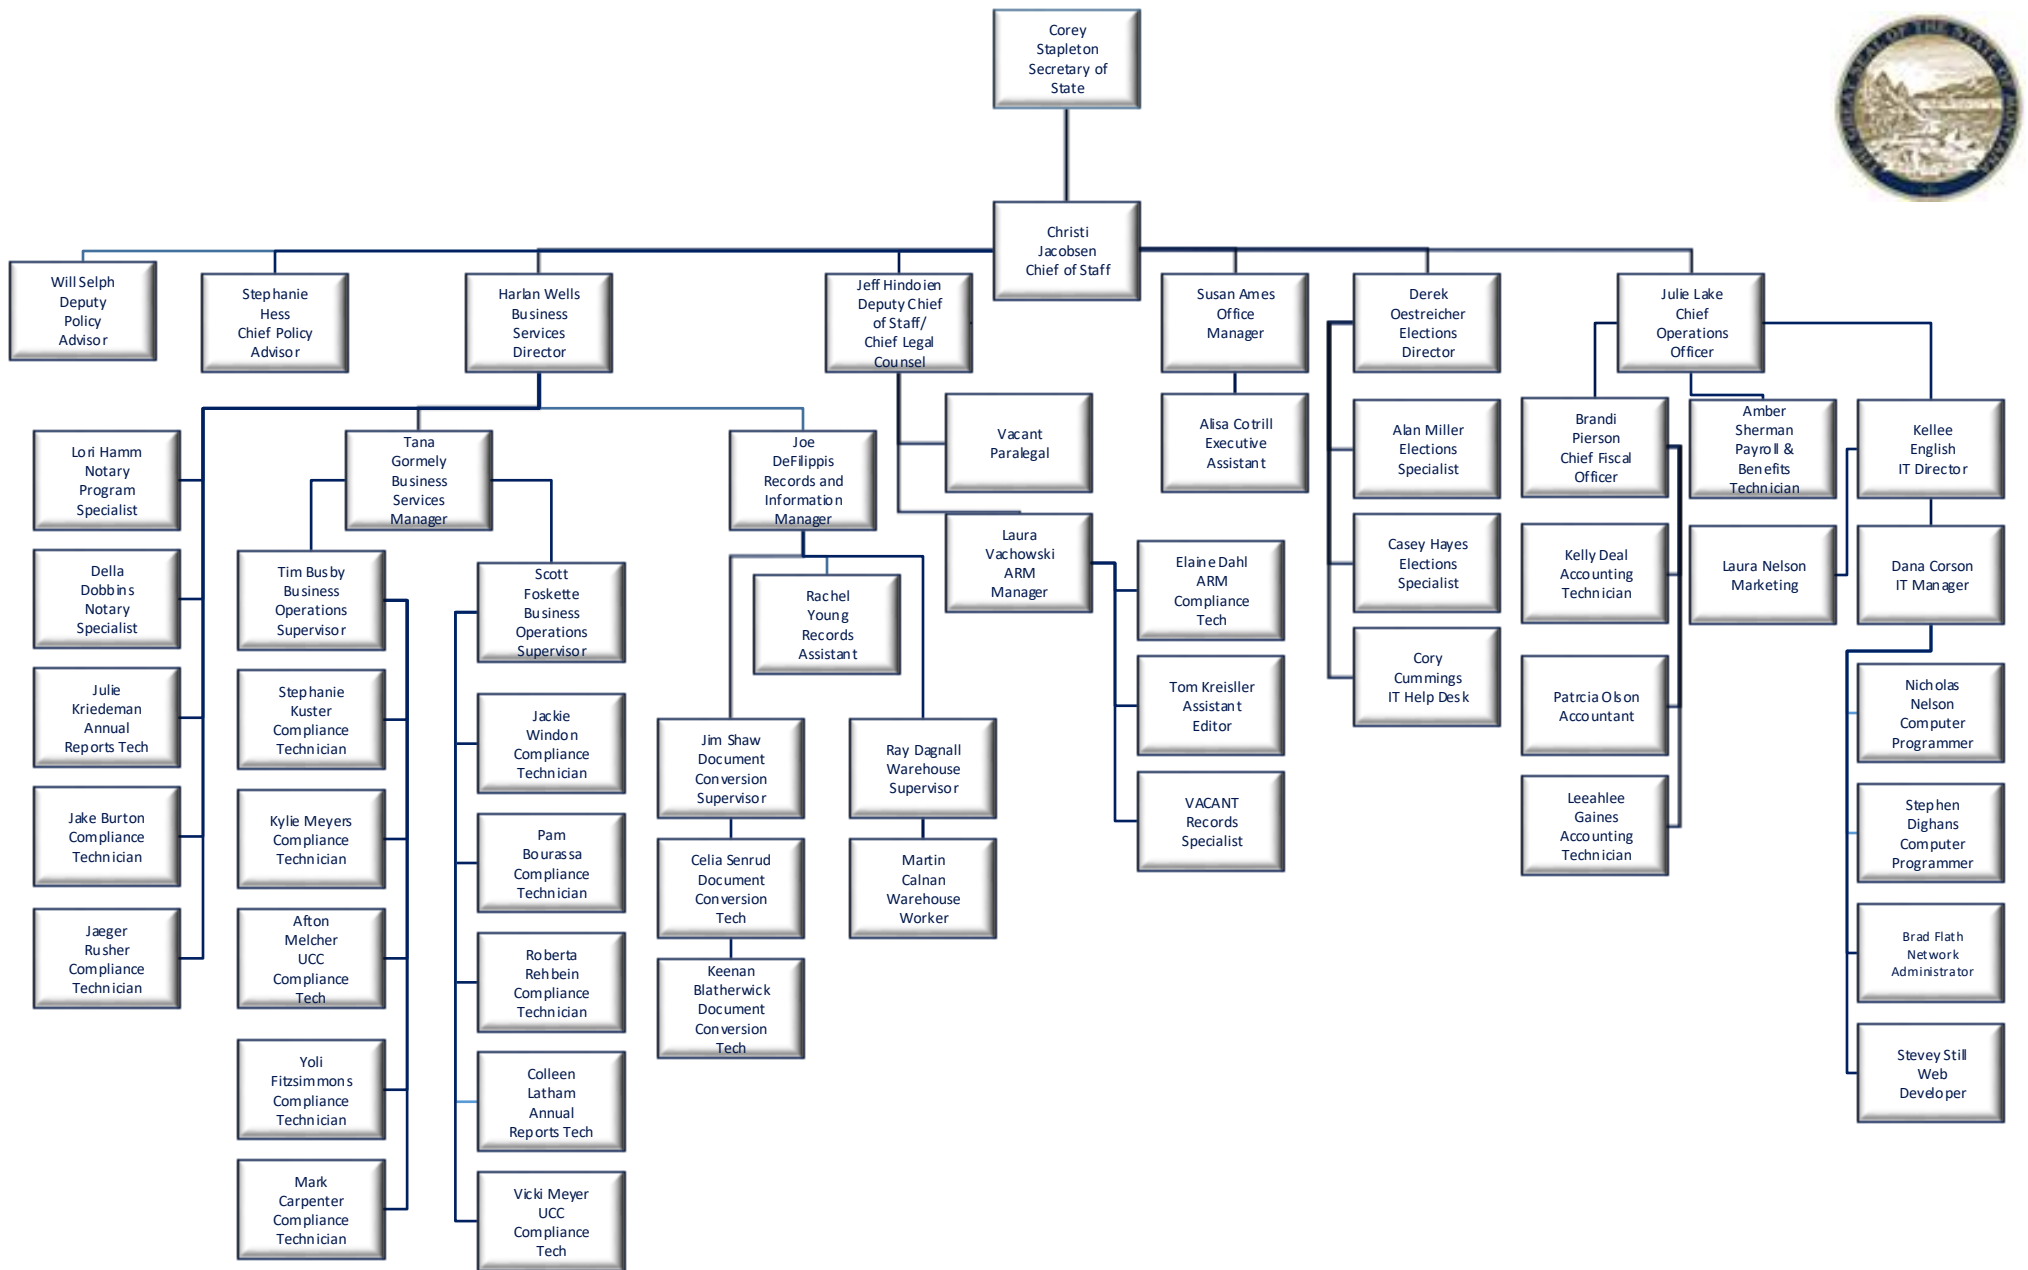 Corey
Stapleton
Secretary of
State
THE GREAT SEAL OF THE STATE OF MONTANA
Christi
Jacobsen
Chief of Staff
Will Selph
Deputy
Policy
Advisor
Stephanie
Hess
Chief Policy
Advisor
Harlan Wells
Business
Services
Director
Jeff Hindoien
Deputy Chief
of Staff/
Chief Legal
Counsel
Susan Ames
Office
Manager
Derek
Oestreicher
Elections
Director
Julie Lake
Chief
Operations
Officer
Lori Hamm
Notary
Program
Specialist
Della
Dobbins
Notary
Specialist
Julie
Kriedeman
Annual
Reports Tech
Jake Burton
Compliance
Technician
Jaeger
Rusher
Compliance
Technician
Tana
Gormely
Business
Services
Manager
Tim Busby
Business
Operations
Supervisor
Stephanie
Kuster
Compliance
Technician
Kylie Meyers
Compliance
Technician
Afton
Melcher
UCC
Compliance
Tech
Yoli
Fitzsimmons
Compliance
Technician
Mark
Carpenter
Compliance
Technician
Scott
Foskette
Business
Operations
Supervisor
Jackie
Windon
Compliance
Technician
Pam
Bourassa
Compliance
Technician
Roberta
Rehbein
Compliance
Technician
Colleen
Latham
Annual
Reports Tech
Vicki Meyer
UCC
Compliance
Tech
Joe
DeFilippis
Records and
Information
Manager
Rachel
Young
Records
Assistant
Jim Shaw
Document
Conversion
Supervisor
Celia Senrud
Document
Conversion
Tech
Keenan
Blatherwick
Document
Conversion
Tech
Ray Dagnall
Warehouse
Supervisor
Martin
Calnan
Warehouse
Worker
Vacant
Paralegal
Laura
Vachowski
ARM
Manager
Elaine Dahl
ARM
Compliance
Tech
Tom Kreisller
Assistant
Editor
VACANT
Records
Specialist
Alisa Cotrill
Executive
Assistant
Alan Miller
Elections
Specialist
Casey Hayes
Elections
Specialist
Cory
Cummings
IT Help Desk
Brandi
Pierson
Chief Fiscal
Officer
Kelly Deal
Accounting
Technician
Patrcia Olson
Accountant
Leeahlee
Gaines
Accounting
Technician
Amber
Sherman
Payroll &
Benefits
Technician
Kellee
English
IT Director
Laura Nelson
Marketing
Dana Corson
IT Manager
Nicholas
Nelson
Computer
Programmer
Stephen
Dighans
Computer
Programmer
Brad Flath
Network
Administrator
Stevey Still
Web
Developer